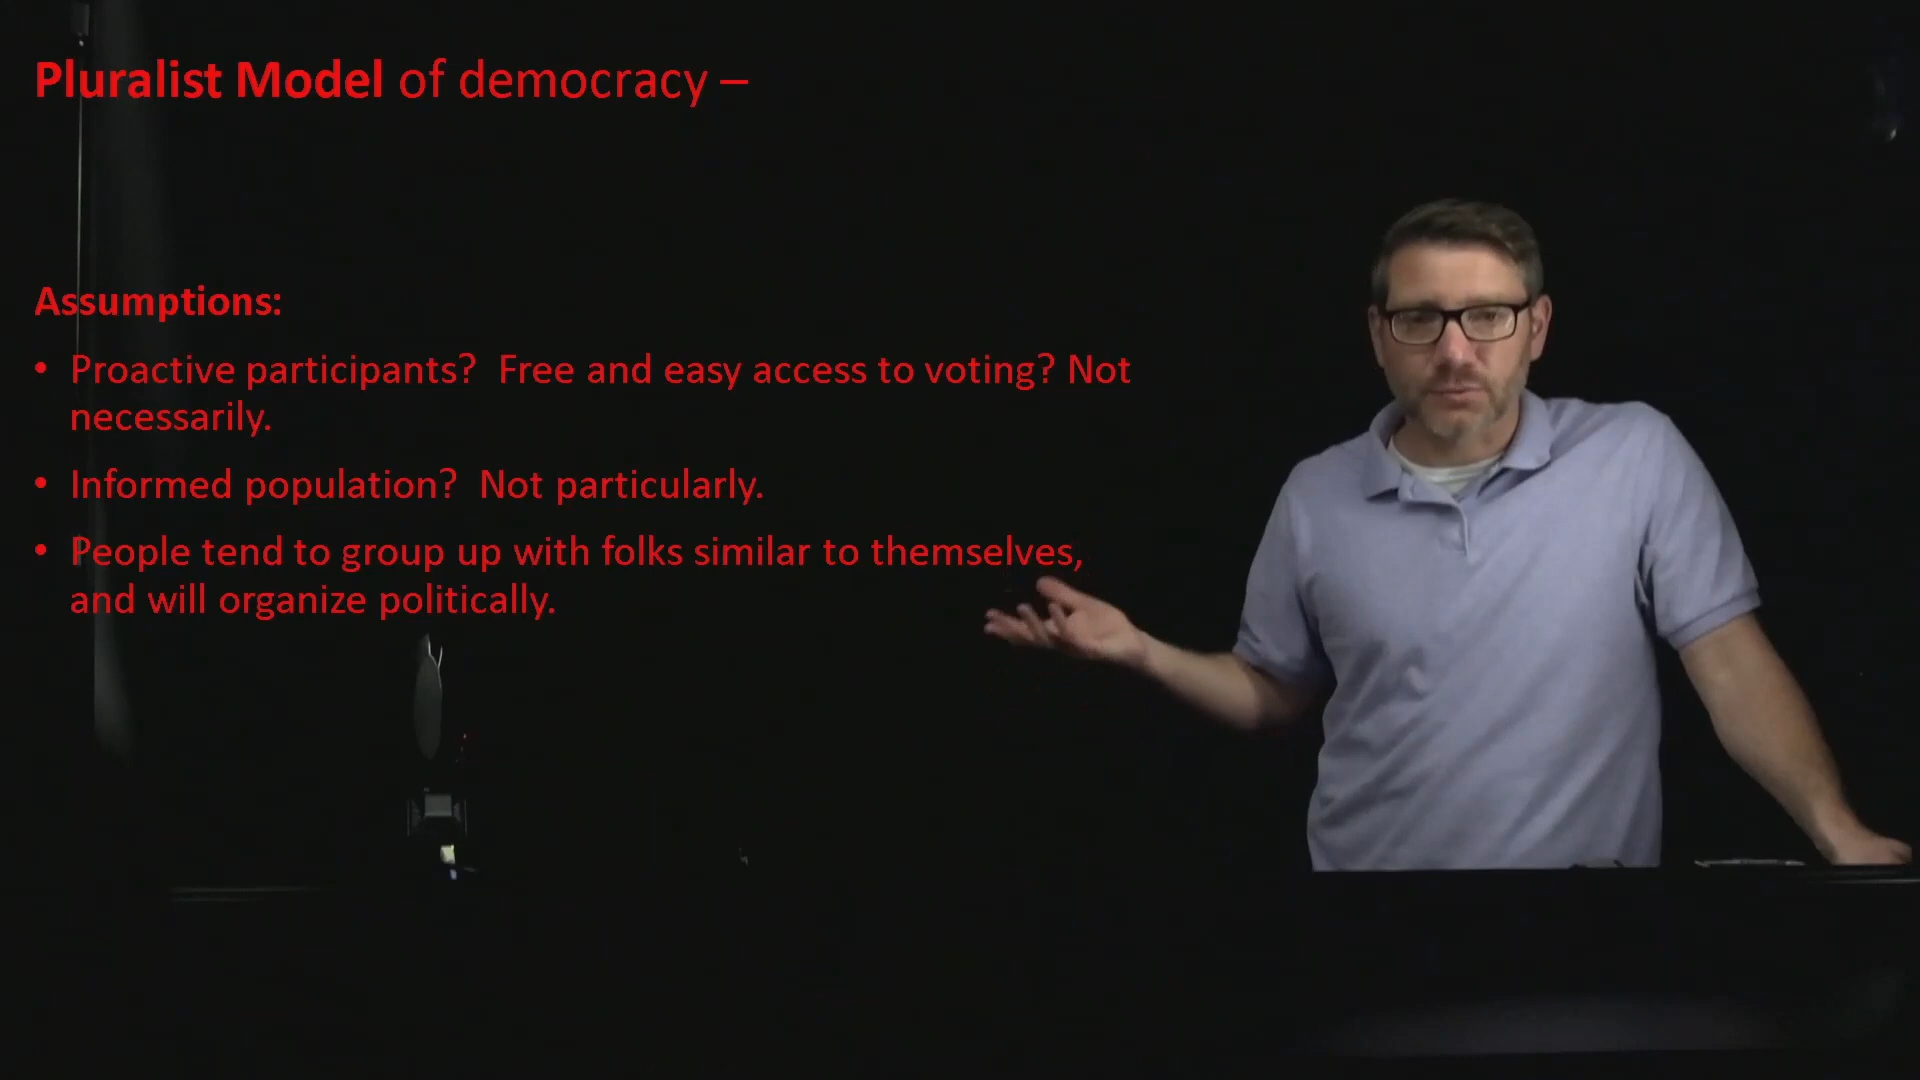 Pluralist Model of democracy –
Assumptions:
• Proactive participants?  Free and easy access to voting? Not
necessarily.
• Informed population?  Not particularly.
• People tend to group up with folks similar to themselves,
and will organize politically.